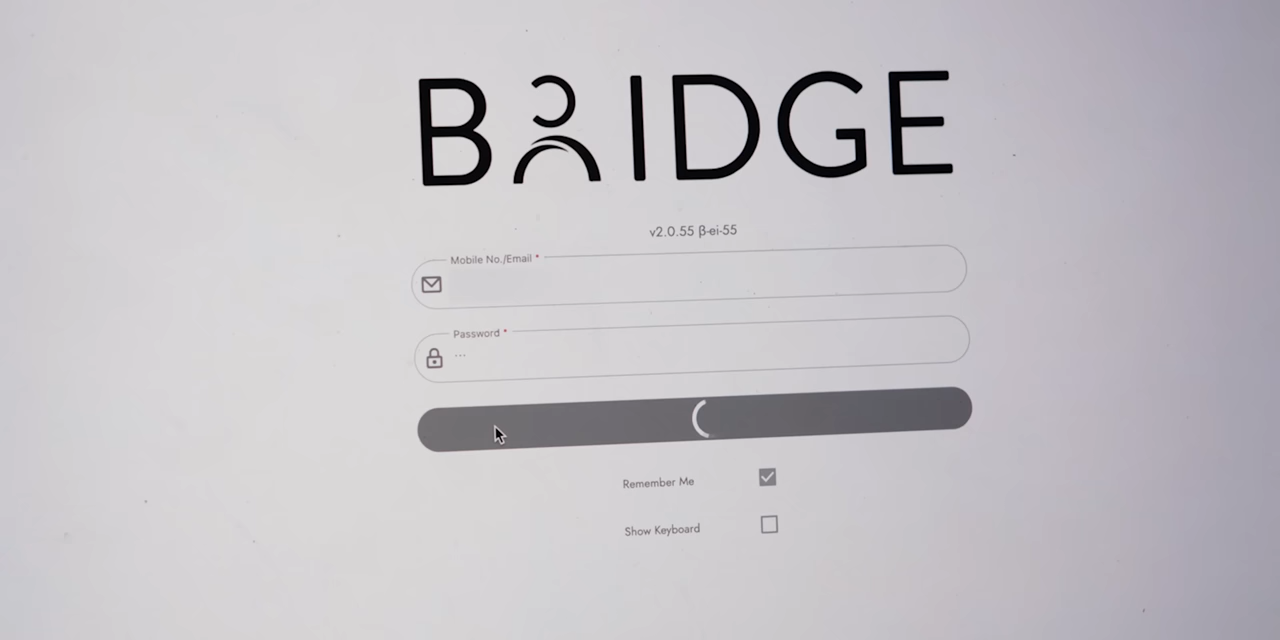 BRIDGE
v2.0.55 β-ei-55
Mobile No./Email *
Password *
...
Remember Me
Show Keyboard